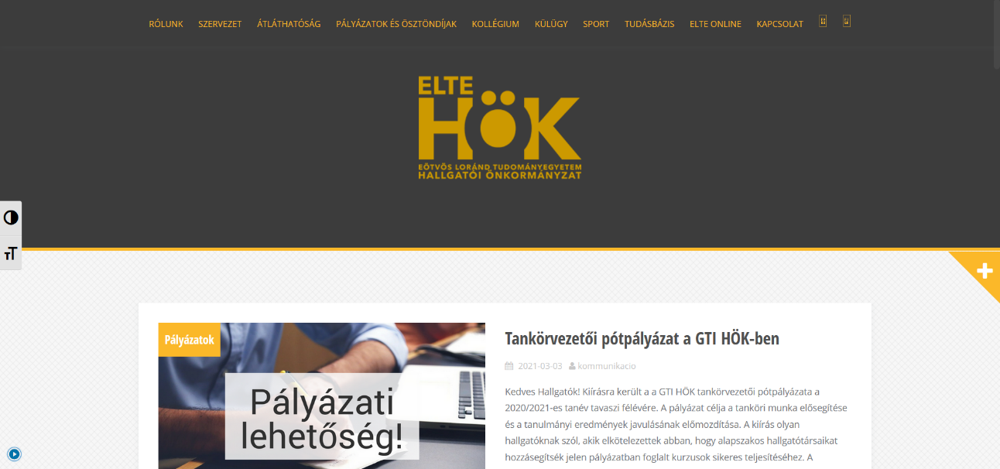 RÓLUNK SZERVEZET ÁTLÁTHATÓSÁG PÁLYÁZATOK ÉS ÖSZTÖNDÍJAK KOLLÉGIUM KÜLÜGY SPORT TUDÁSBÁZIS ELTE ONLINE KAPCSOLAT
ELTE
HÖK
EÖTVÖS LORÁND TUDOMÁNYEGYETEM
HALLGATÓI ÖNKORMÁNYZAT
Pályázatok
Pályázati
lehetőség!
Tankörvezetői pótpályázat a GTI HÖK-ben
2021-03-03 kommunikacio
Kedves Hallgatók! Kiírásra került a a GTI HÖK tankörvezetői pótpályázata a
2020/2021-es tanév tavaszi félévére. A pályázat célja a tanköri munka elősegítése
és a tanulmányi eredmények javulásának előmozdítása. A kiírás olyan
hallgatóknak szól, akik elkötelezettek abban, hogy alapszakos hallgatótársaikat
hozzásegítsék jelen pályázatban foglalt kurzusok sikeres teljesítéséhez. A